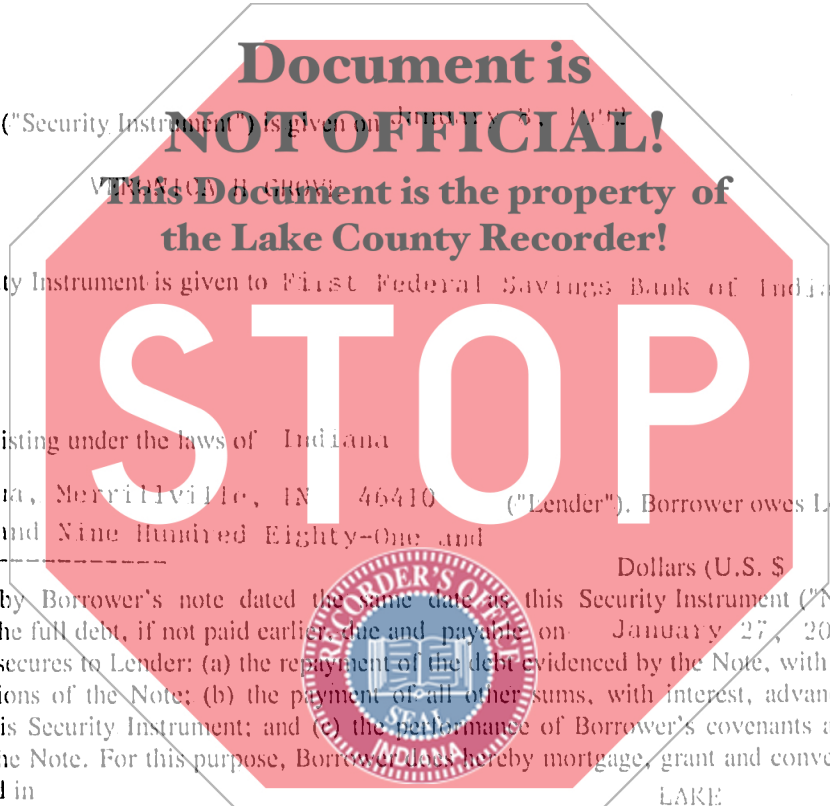 Document is
("Security Instrument") is given on January 8,
NOT OFFICIAL!
VERONICA H GROVE
This Document is the property of
the Lake County Recorder!
ty Instrument is given to First Federal Savings Bank of India
STOP
isting under the laws of Indiana
na, Merrillville, IN 46410 ("Lender"). Borrower owes L
and Nine Hundred Eighty-One and
Dollars (U.S. $
by Borrower's note dated the same date as this Security Instrument ("N
he full debt, if not paid earlier, due and payable on January 27, 20
secures to Lender: (a) the repayment of the debt evidenced by the Note, with
ions of the Note; (b) the payment of all other sums, with interest, advan
is Security Instrument; and (c) the performance of Borrower's covenants a
he Note. For this purpose, Borrower does hereby mortgage, grant and conve
d in LAKE
RECORDER'S OFFICE
SEAL
INDIANA